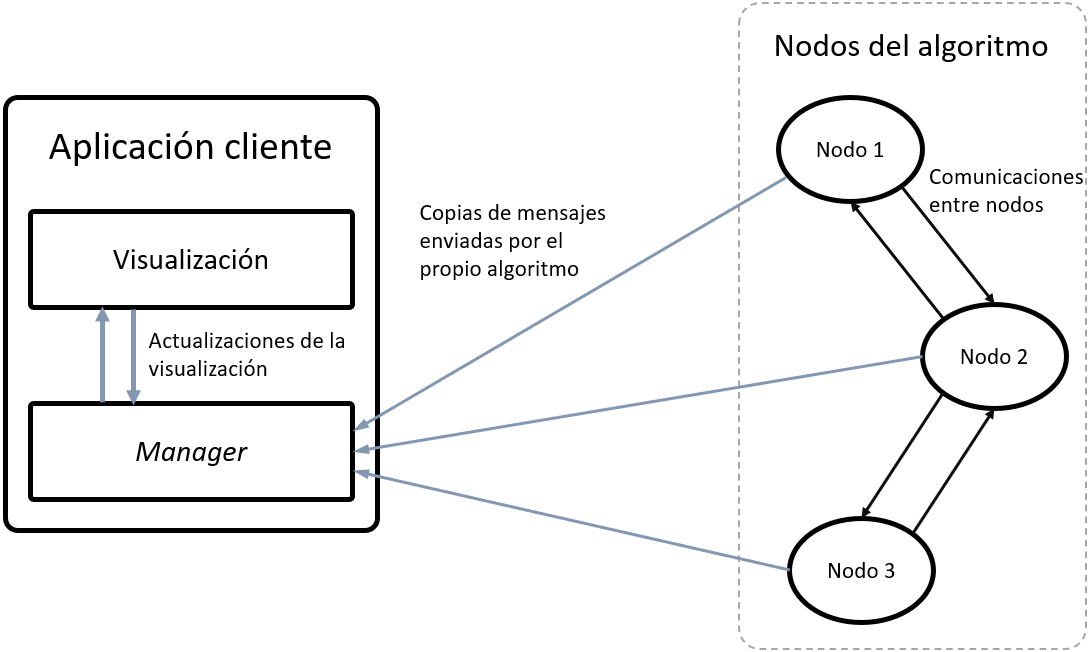 Nodos del algoritmo
Aplicación cliente
Visualización
Actualizaciones de la
visualización
Manager
Copias de mensajes
enviadas por el
propio algoritmo
Nodo 1
Comunicaciones
entre nodos
Nodo 2
Nodo 3